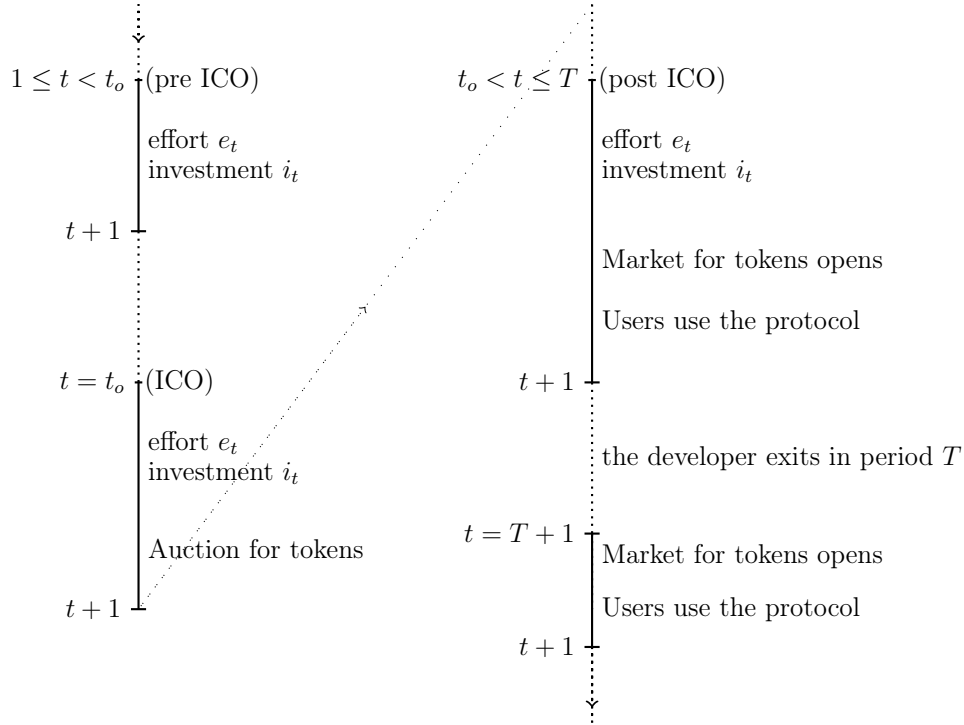 1 ≤ t < t_o (pre ICO)
effort e_t
investment i_t
t + 1
t = t_o (ICO)
effort e_t
investment i_t
Auction for tokens
t + 1
t_o < t ≤ T (post ICO)
effort e_t
investment i_t
Market for tokens opens
Users use the protocol
t + 1
the developer exits in period T
t = T + 1
Market for tokens opens
Users use the protocol
t + 1